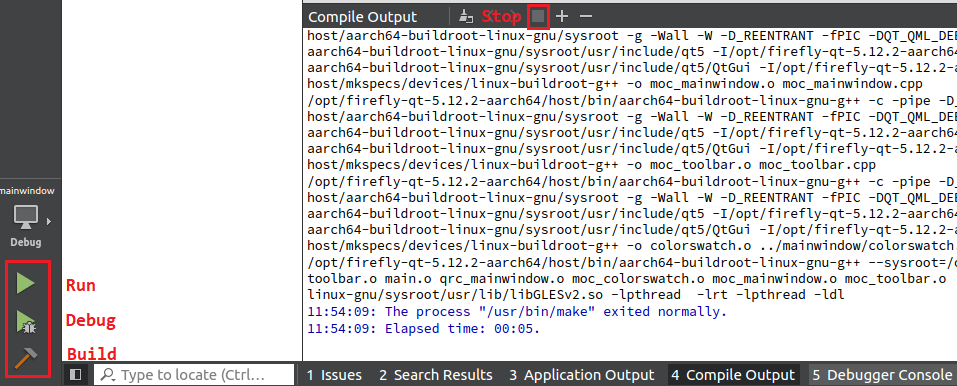 Compile Output
Stop
host/aarch64-buildroot-linux-gnu/sysroot -g -Wall -W -D_REENTRANT -fPIC -DQT_QML_DEB
aarch64-buildroot-linux-gnu/sysroot/usr/include/qt5 -I/opt/firefly-qt-5.12.2-aarch64
aarch64-buildroot-linux-gnu/sysroot/usr/include/qt5/QtGui -I/opt/firefly-qt-5.12.2-a
host/mkspecs/devices/linux-buildroot-g++ -o moc_mainwindow.o moc_mainwindow.cpp
/opt/firefly-qt-5.12.2-aarch64/host/bin/aarch64-buildroot-linux-gnu-g++ -c -pipe -D_
host/aarch64-buildroot-linux-gnu/sysroot -g -Wall -W -D_REENTRANT -fPIC -DQT_QML_DEB
aarch64-buildroot-linux-gnu/sysroot/usr/include/qt5 -I/opt/firefly-qt-5.12.2-aarch64
aarch64-buildroot-linux-gnu/sysroot/usr/include/qt5/QtGui -I/opt/firefly-qt-5.12.2-a
host/mkspecs/devices/linux-buildroot-g++ -o moc_toolbar.o moc_toolbar.cpp
/opt/firefly-qt-5.12.2-aarch64/host/bin/aarch64-buildroot-linux-gnu-g++ -c -pipe -D_
host/aarch64-buildroot-linux-gnu/sysroot -g -Wall -W -D_REENTRANT -fPIC -DQT_QML_DEB
aarch64-buildroot-linux-gnu/sysroot/usr/include/qt5 -I/opt/firefly-qt-5.12.2-aarch64
aarch64-buildroot-linux-gnu/sysroot/usr/include/qt5/QtGui -I/opt/firefly-qt-5.12.2-a
host/mkspecs/devices/linux-buildroot-g++ -o colorswatch.o ../mainwindow/colorswatch
/opt/firefly-qt-5.12.2-aarch64/host/bin/aarch64-buildroot-linux-gnu-g++ --sysroot=/o
toolbar.o main.o qrc_mainwindow.o moc_colorswatch.o moc_mainwindow.o moc_toolbar.o
linux-gnu/sysroot/usr/lib/libGLESv2.so -lpthread -lrt -lpthread -ldl
11:54:09: The process "/usr/bin/make" exited normally.
11:54:09: Elapsed time: 00:05.
mainwindow
Debug
Run
Debug
Build
Type to locate (Ctrl...
1 Issues
2 Search Results
3 Application Output
4 Compile Output
5 Debugger Console